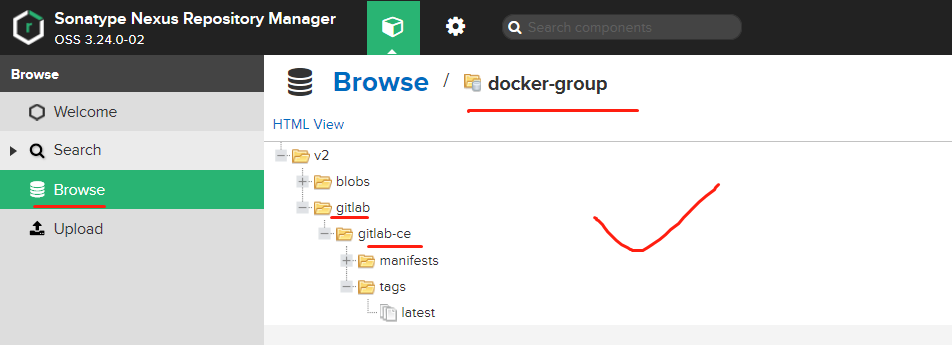 Sonatype Nexus Repository Manager
OSS 3.24.0-02
Search components
Browse
Welcome
Search
Browse
Upload
Browse / docker-group
HTML View
v2
blobs
gitlab
gitlab-ce
manifests
tags
latest